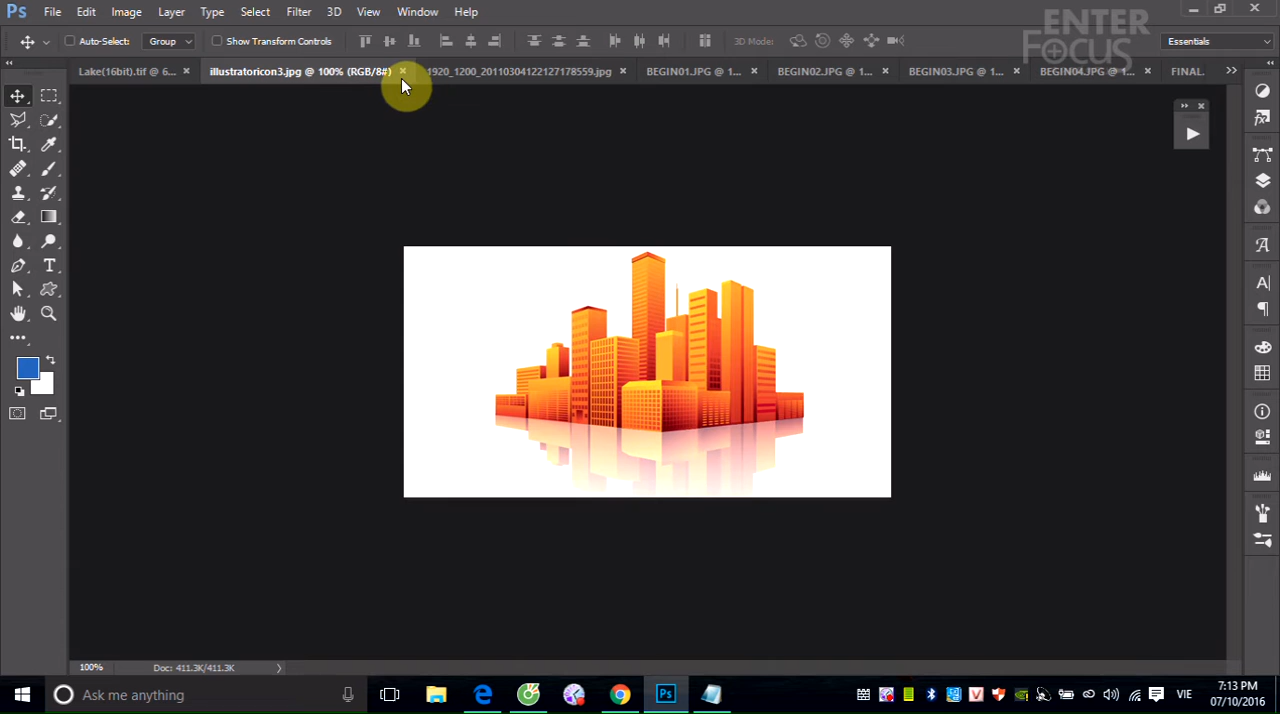 Ps File Edit Image Layer Type Select Filter 3D View Window Help
ENTER
FOCUS
Auto-Select: Group Show Transform Controls 3D Mode: Essentials
Lake(16bit).tif @ 6... illustratoricon3.jpg @ 100% (RGB/8#) 1920_1200_20110304122127178559.jpg BEGIN01.JPG @ 1... BEGIN02.JPG @ 1... BEGIN03.JPG @ 1... BEGIN04.JPG @ 1... FINAL.
100% Doc: 411.3K/411.3K
Ask me anything
Ps
VIE
7:13 PM
07/10/2016